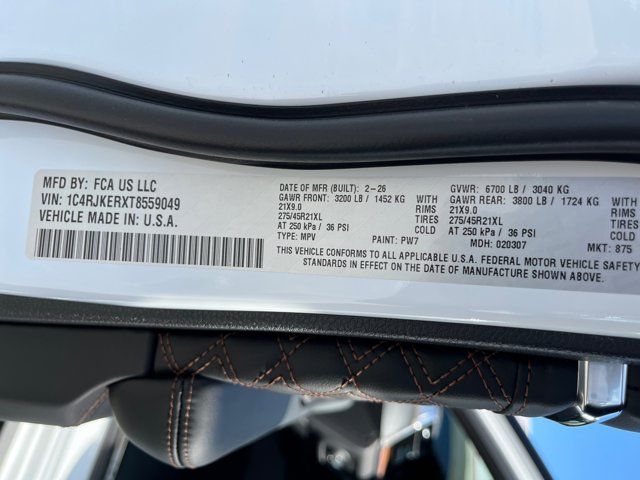 MFD BY: FCA US LLC
VIN: 1C4RJKERXT8559049
VEHICLE MADE IN U.S.A.
DATE OF MFR (BUILT): 2-26 GVWR: 6700 LB / 3040 KG
GAWR FRONT: 3200 LB / 1452 KG WITH GAWR REAR: 3800 LB / 1724 KG WITH
21X9.0 RIMS 21X9.0 RIMS
275/45R21XL TIRES 275/45R21XL TIRES
AT 250 kPa / 36 PSI COLD AT 250 kPa / 36 PSI COLD
TYPE: MPV PAINT: PW7 MDH: 020307 MKT: 875
THIS VEHICLE CONFORMS TO ALL APPLICABLE U.S.A. FEDERAL MOTOR VEHICLE SAFETY
STANDARDS IN EFFECT ON THE DATE OF MANUFACTURE SHOWN ABOVE.